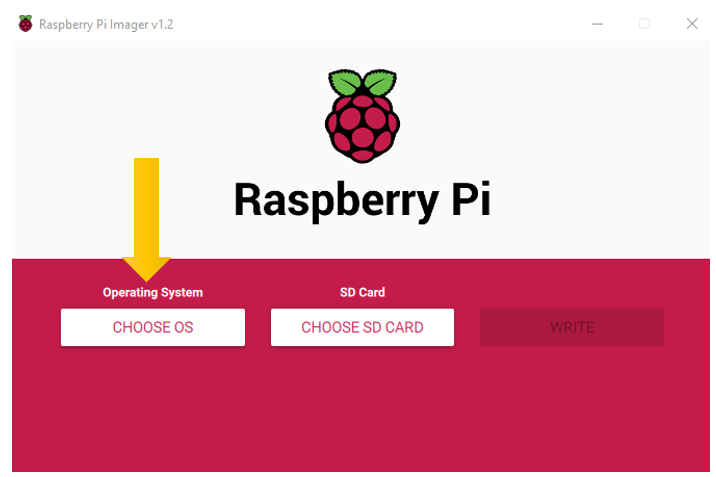 Raspberry Pi Imager v1.2
Raspberry Pi
Operating System
SD Card
CHOOSE OS
CHOOSE SD CARD
WRITE